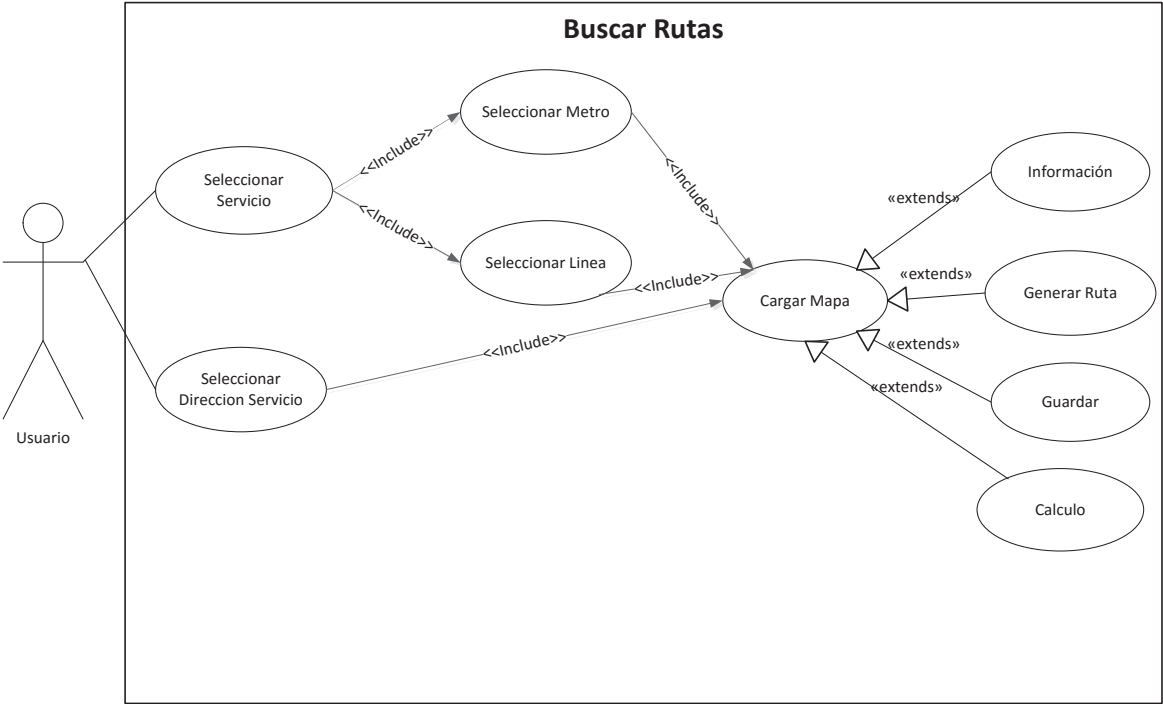 Buscar Rutas
Seleccionar Metro
<<Include>>
Seleccionar
Servicio
<<Include>>
<<Include>>
Seleccionar Linea
<<Include>>
Información
«extends»
«extends»
Generar Ruta
Cargar Mapa
<<Include>>
«extends»
Seleccionar
Direccion Servicio
«extends»
Guardar
Usuario
Calculo